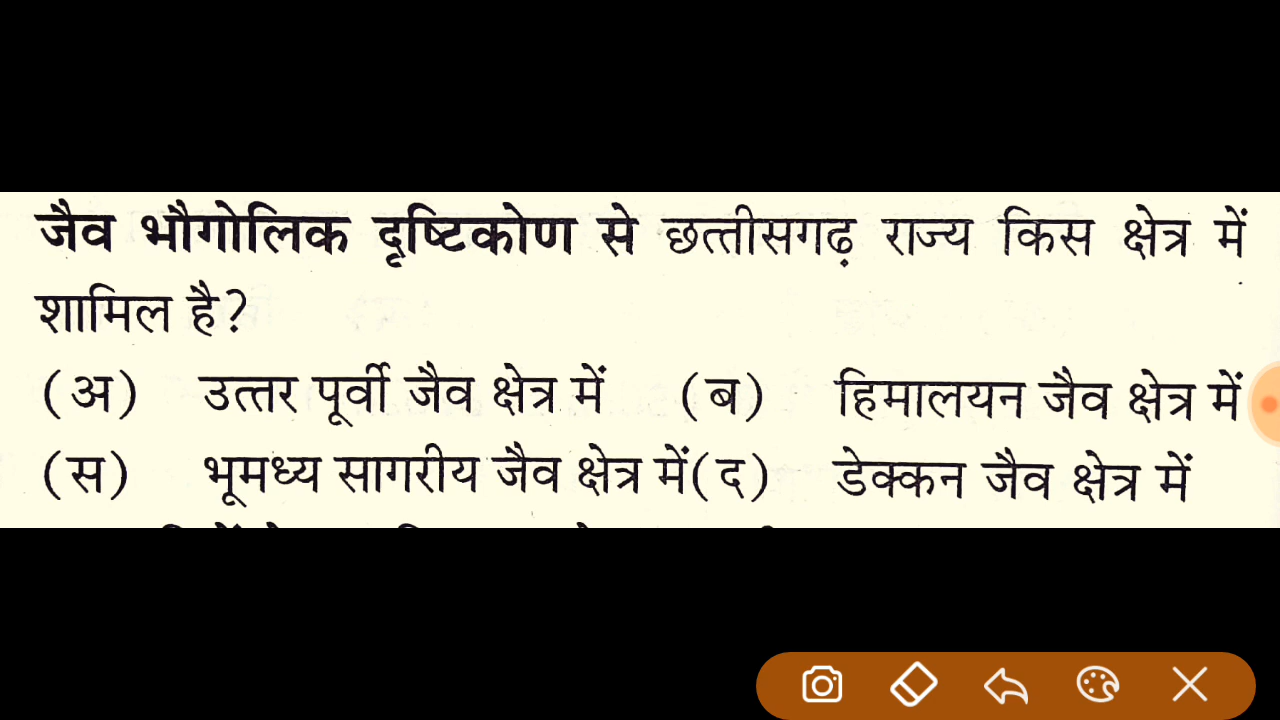 जैव भौगोलिक दृष्टिकोण से छत्तीसगढ़ राज्य किस क्षेत्र में
शामिल है?
(अ) उत्तर पूर्वी जैव क्षेत्र में (ब) हिमालयन जैव क्षेत्र में
(स) भूमध्य सागरीय जैव क्षेत्र में(द) डेक्कन जैव क्षेत्र में